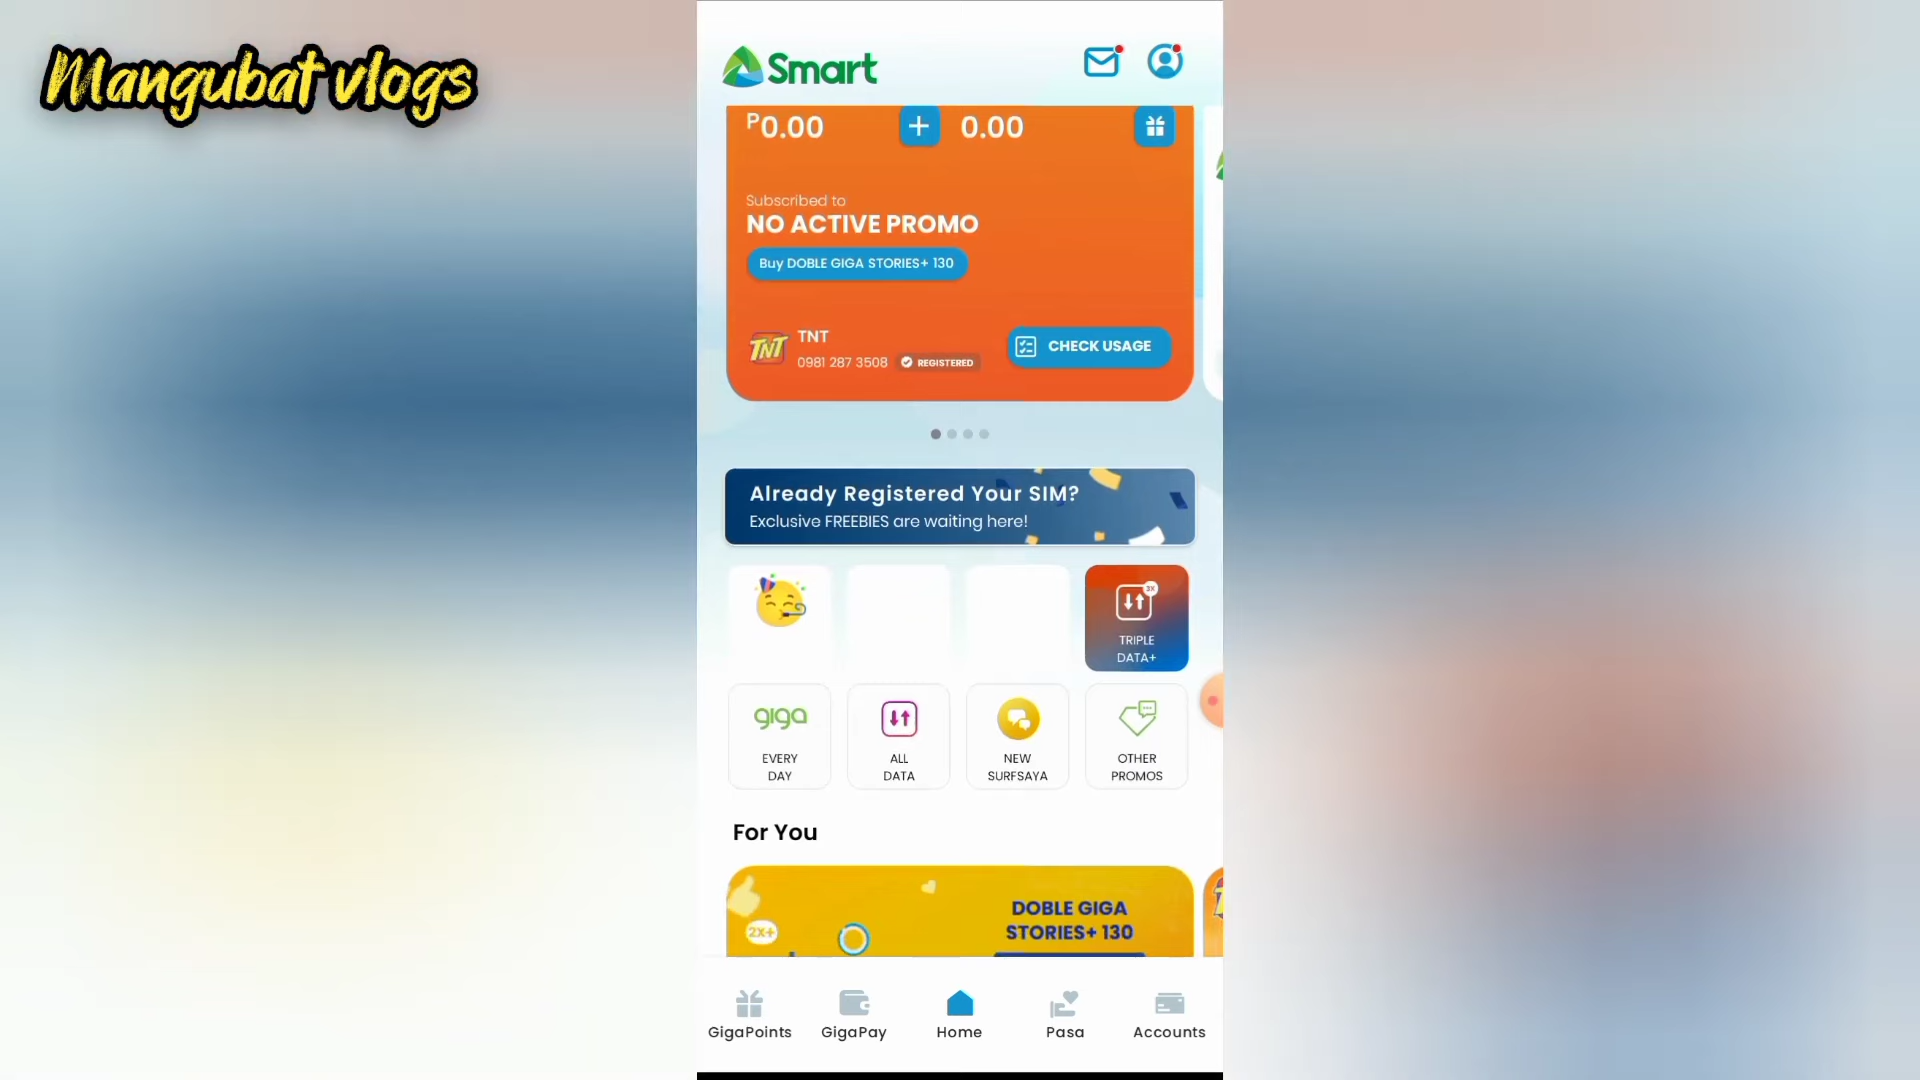 Mangubat vlogs
Smart
P0.00
0.00
Subscribed to
NO ACTIVE PROMO
Buy DOBLE GIGA STORIES+ 130
TNT
TNT
0981 287 3508
REGISTERED
CHECK USAGE
Already Registered Your SIM?
Exclusive FREEBIES are waiting here!
3X
TRIPLE
DATA+
giga
EVERY
DAY
ALL
DATA
NEW
SURFSAYA
OTHER
PROMOS
For You
2X+
DOBLE GIGA
STORIES+ 130
GigaPoints
GigaPay
Home
Pasa
Accounts